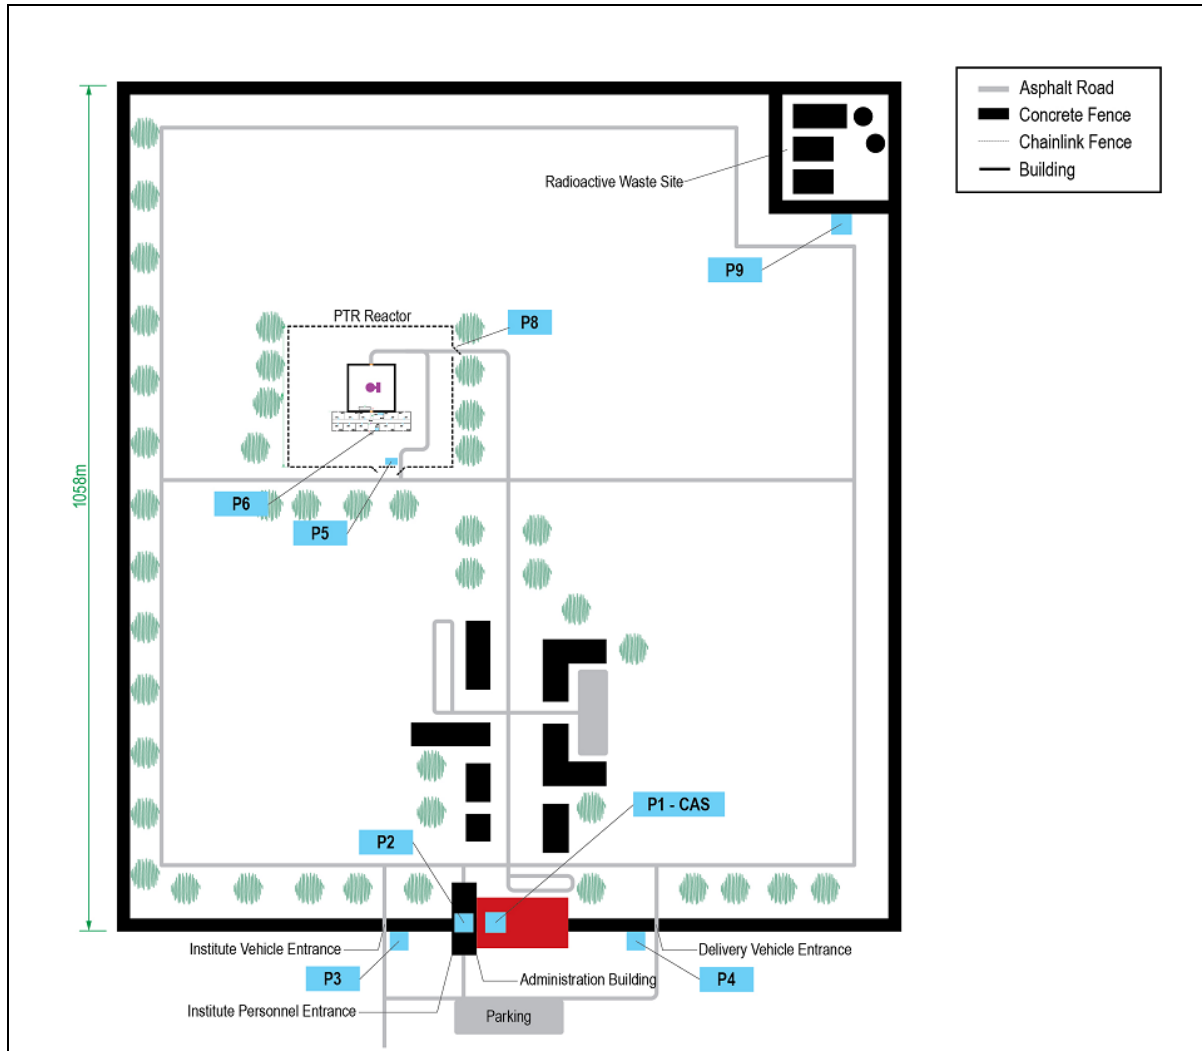 Asphalt Road
Concrete Fence
Chainlink Fence
Building
Radioactive Waste Site
P9
PTR Reactor
P8
1058m
P6
P5
P1 - CAS
P2
Institute Vehicle Entrance
Delivery Vehicle Entrance
P3
Administration Building
P4
Institute Personnel Entrance
Parking